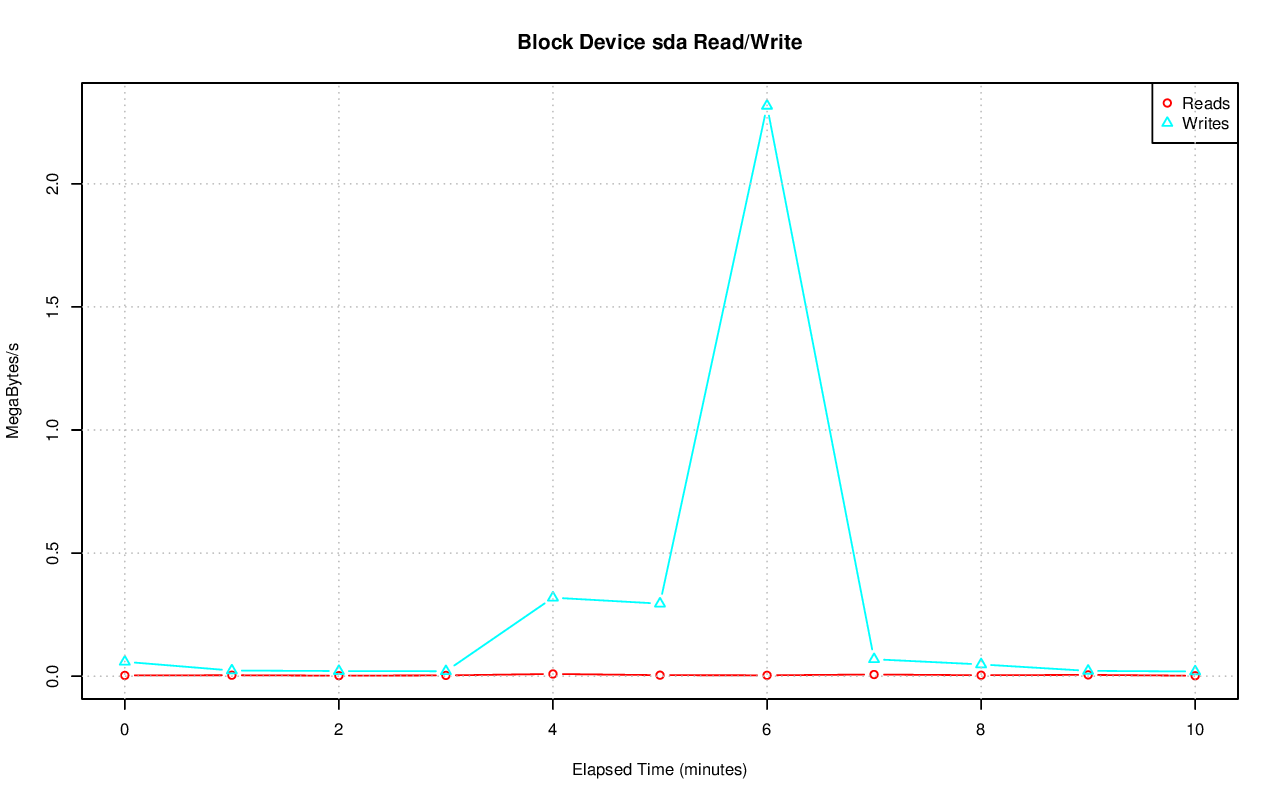 Block Device sda Read/Write
Reads
Writes
MegaBytes/s
2.0
1.5
1.0
0.5
0.0
0 2 4 6 8 10
Elapsed Time (minutes)